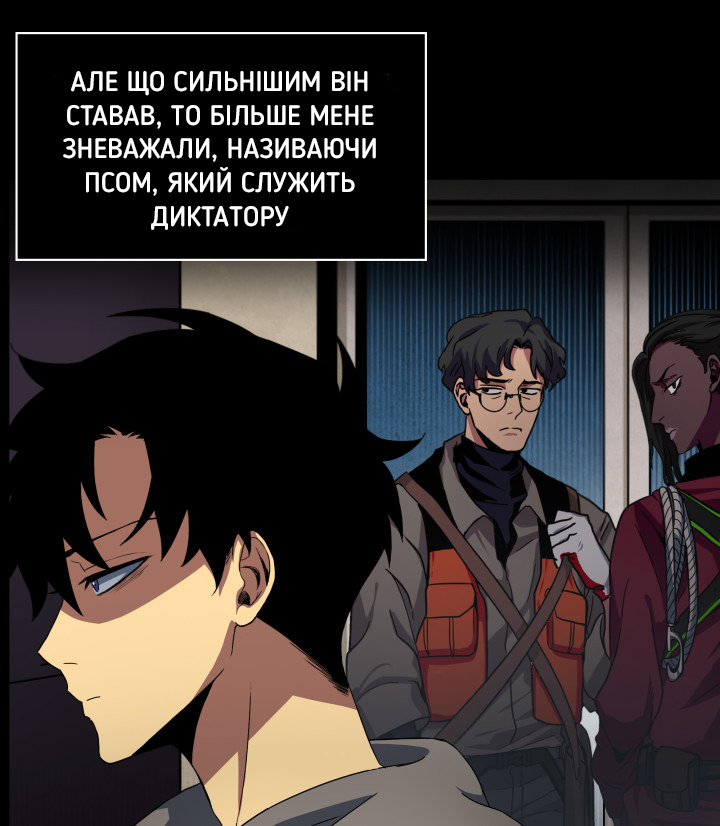 АЛЕ ЩО СИЛЬНІШИМ ВІН
СТАВАВ, ТО БІЛЬШЕ МЕНЕ
ЗНЕВАЖАЛИ, НАЗИВАЮЧИ
ПСОМ, ЯКИЙ СЛУЖИТЬ
ДИКТАТОРУ